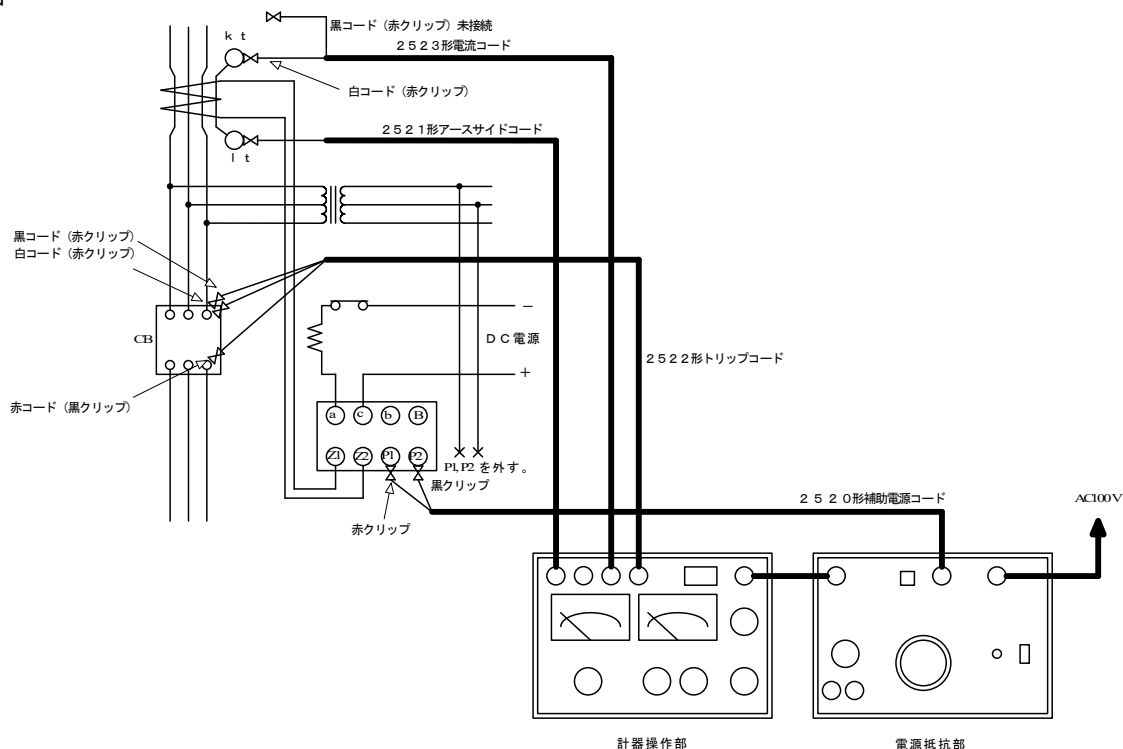 黒コード（赤クリップ）未接続
kt
２５２３形電流コード
白コード（赤クリップ）
２５２１形アースサイドコード
lt
黒コード（赤クリップ）
白コード（赤クリップ）
CB
－
DC電源
２５２２形トリップコード
＋
赤コード（黒クリップ）
a c b B
Z1 Z2 P1 P2
P1,P2を外す。
黒クリップ
赤クリップ
２５２０形補助電源コード
AC100V
計器操作部
電源抵抗部